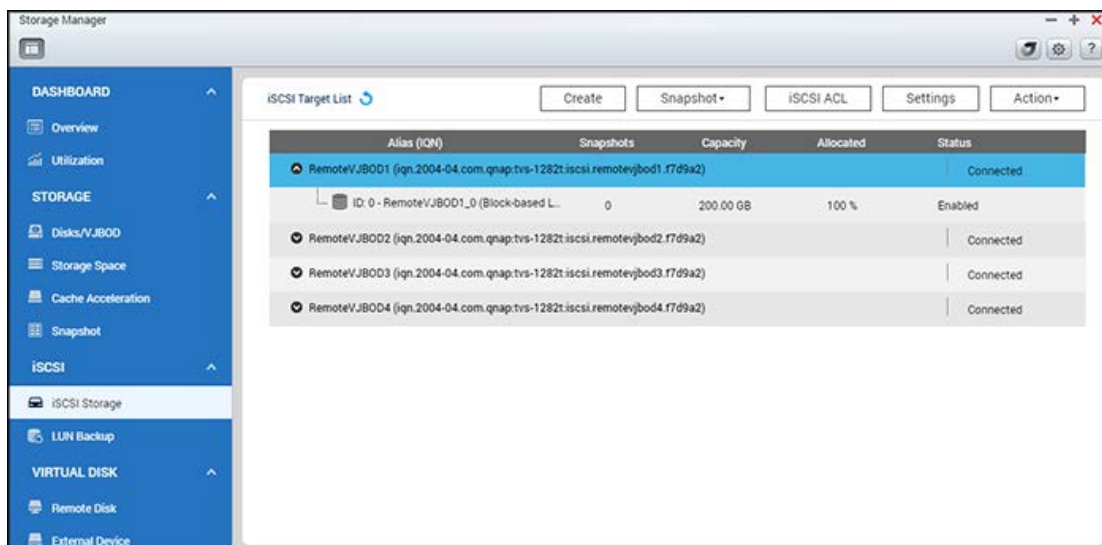 Storage Manager
?
DASHBOARD
Overview
Utilization
STORAGE
Disks/VJBOD
Storage Space
Cache Acceleration
Snapshot
iSCSI
iSCSI Storage
LUN Backup
VIRTUAL DISK
Remote Disk
External Device
iSCSI Target List
Create Snapshot iSCSI ACL Settings Action
Alias (IQN) Snapshots Capacity Allocated Status
RemoteVJBOD1 (iqn.2004-04.com.qnap:tvs-1282t:iscsi.remotevjbod1.f7d9a2) Connected
ID: 0 - RemoteVJBOD1_0 (Block-based L... 0 200.00 GB 100 % Enabled
RemoteVJBOD2 (iqn.2004-04.com.qnap:tvs-1282t:iscsi.remotevjbod2.f7d9a2) Connected
RemoteVJBOD3 (iqn.2004-04.com.qnap:tvs-1282t:iscsi.remotevjbod3.f7d9a2) Connected
RemoteVJBOD4 (iqn.2004-04.com.qnap:tvs-1282t:iscsi.remotevjbod4.f7d9a2) Connected